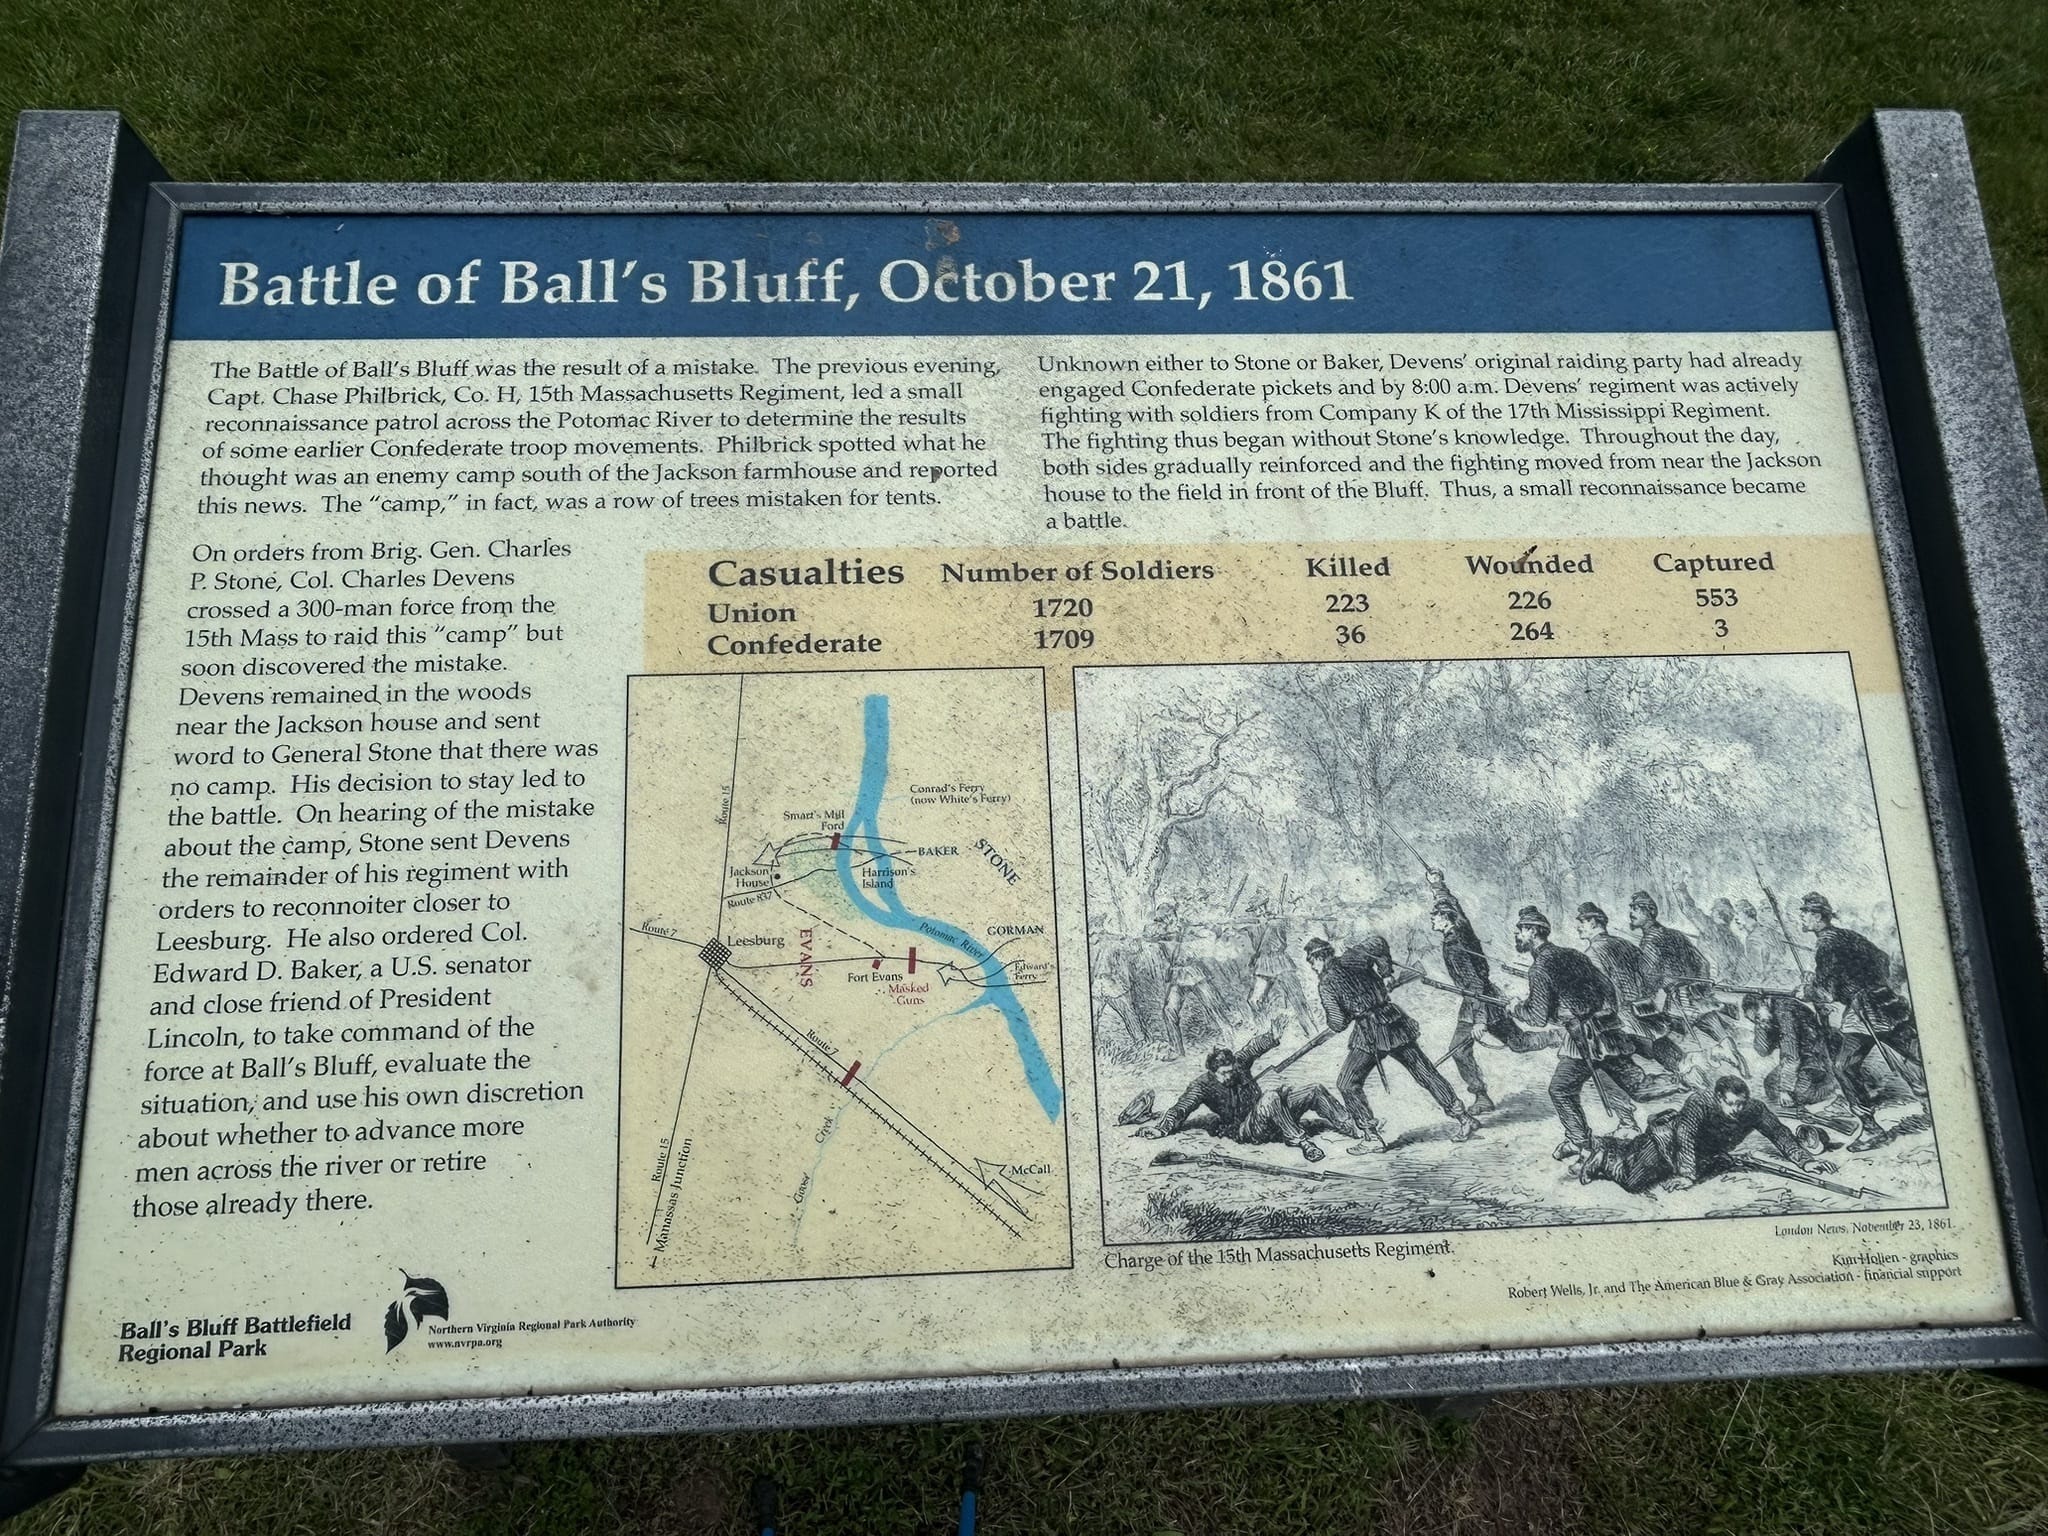 Battle of Ball's Bluff, October 21, 1861
The Battle of Ball's Bluff was the result of a mistake. The previous evening,
Capt. Chase Philbrick, Co. H, 15th Massachusetts Regiment, led a small
reconnaissance patrol across the Potomac River to determine the results
of some earlier Confederate troop movements. Philbrick spotted what he
thought was an enemy camp south of the Jackson farmhouse and reported
this news. The "camp," in fact, was a row of trees mistaken for tents.
On orders from Brig. Gen. Charles
P. Stone, Col. Charles Devens
crossed a 300-man force from the
15th Mass to raid this "camp" but
soon discovered the mistake.
Devens remained in the woods
near the Jackson house and sent
word to General Stone that there was
no camp. His decision to stay led to
the battle. On hearing of the mistake
about the camp, Stone sent Devens
the remainder of his regiment with
orders to reconnoiter closer to
Leesburg. He also ordered Col.
Edward D. Baker, a U.S. senator
and close friend of President
Lincoln, to take command of the
force at Ball's Bluff, evaluate the
situation, and use his own discretion
about whether to advance more
men across the river or retire
those already there.
Unknown either to Stone or Baker, Devens' original raiding party had already
engaged Confederate pickets and by 8:00 a.m. Devens' regiment was actively
fighting with soldiers from Company K of the 17th Mississippi Regiment.
The fighting thus began without Stone's knowledge. Throughout the day,
both sides gradually reinforced and the fighting moved from near the Jackson
house to the field in front of the Bluff. Thus, a small reconnaissance became
a battle.
Casualties Number of Soldiers Killed Wounded Captured
Union 1720 223 226 553
Confederate 1709 36 264 3
Route 15
Conrad's Ferry
(now White's Ferry)
Smart's Mill
Ford
BAKER
STONE
Jackson
House
Harrison's
Island
Route 837
Route 7
Leesburg
EVANS
Potomac River
GORMAN
Edward's
Ferry
Fort Evans
Masked
Guns
Route 7
Goose Creek
Route 15
Manassas Junction
McCall
London News, November 23, 1861.
Charge of the 15th Massachusetts Regiment.
Kim Holien - graphics
Robert Wells, Jr. and The American Blue & Gray Association - financial support
Ball's Bluff Battlefield
Regional Park
Northern Virginia Regional Park Authority
www.nvrpa.org